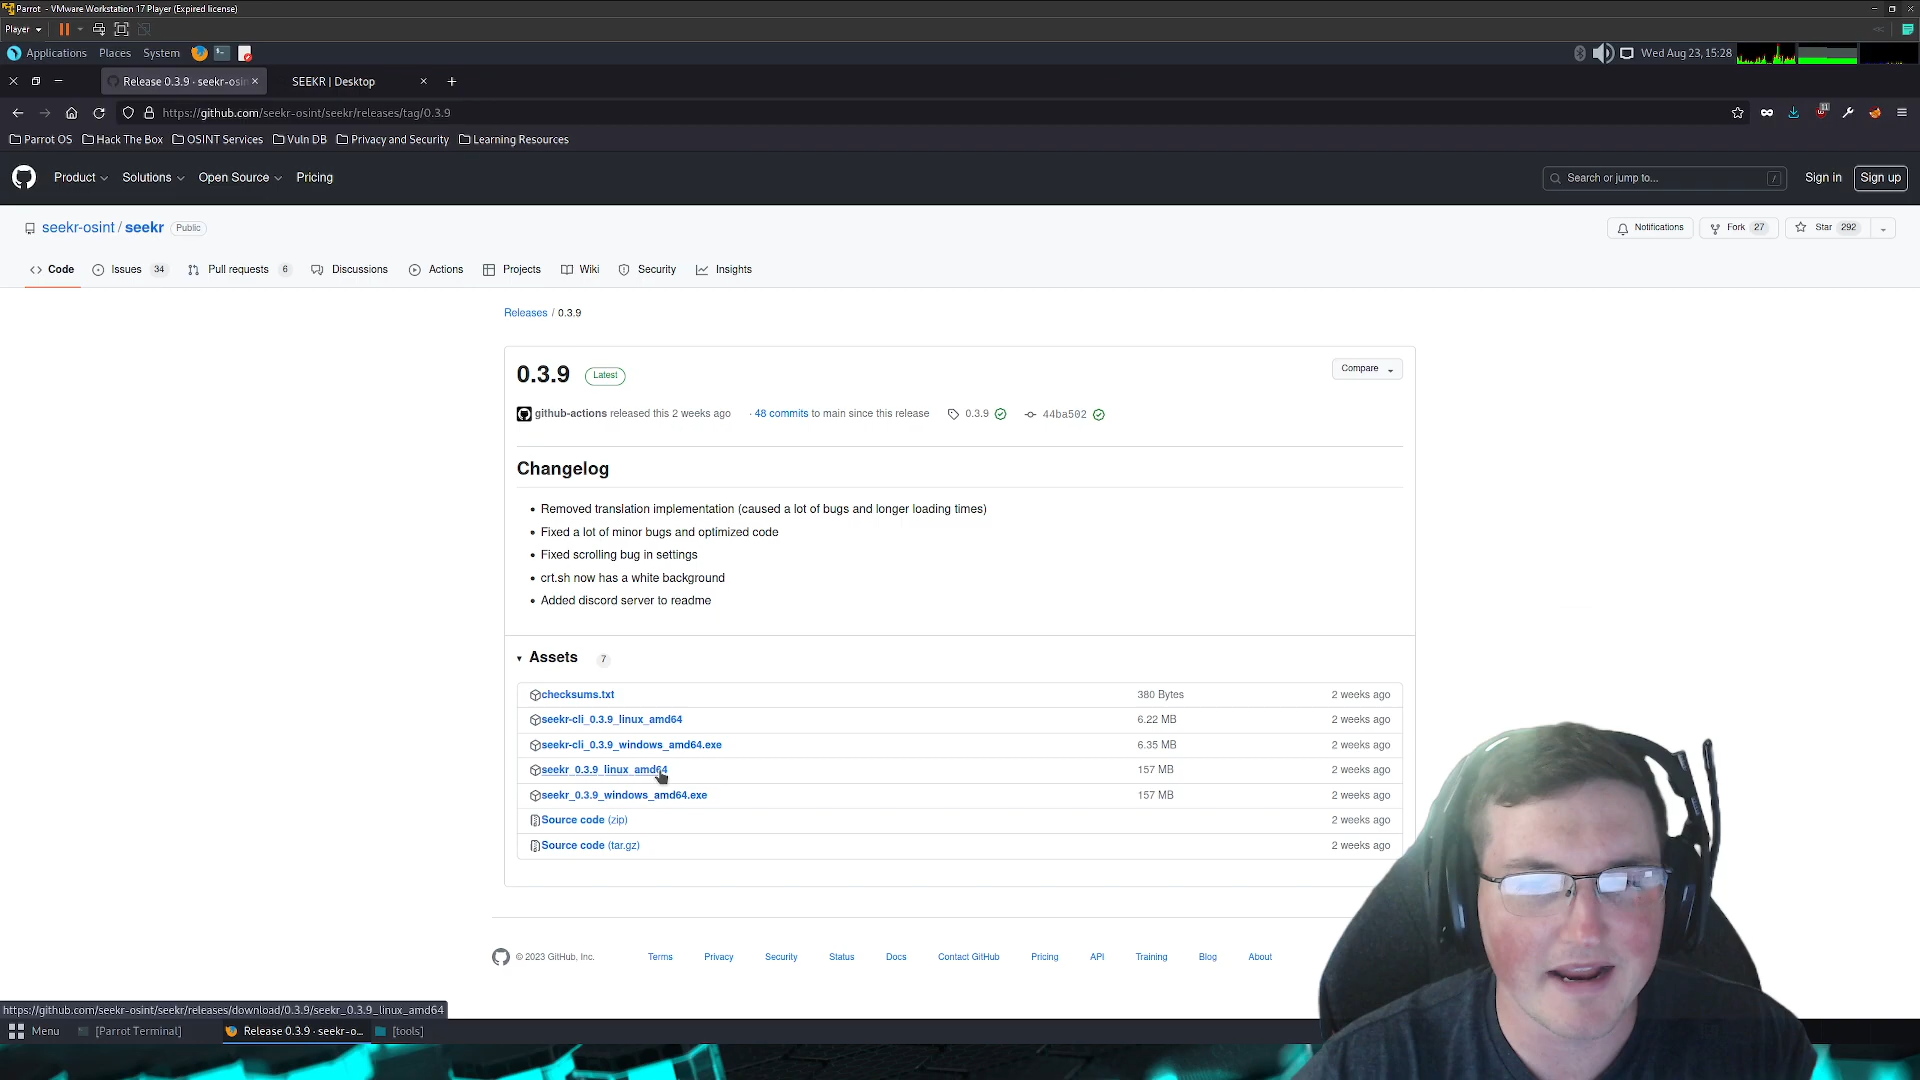 Parrot - VMware Workstation 17 Player (Expired license)
Player
Applications Places System Wed Aug 23, 15:28
Release 0.3.9 · seekr-osin SEEKR | Desktop
https://github.com/seekr-osint/seekr/releases/tag/0.3.9 11
Parrot OS Hack The Box OSINT Services Vuln DB Privacy and Security Learning Resources
Product Solutions Open Source Pricing Search or jump to... / Sign in Sign up
seekr-osint / seekr Public Notifications Fork 27 Star 292
Code Issues 34 Pull requests 6 Discussions Actions Projects Wiki Security Insights
Releases / 0.3.9
0.3.9 Latest Compare
github-actions released this 2 weeks ago · 48 commits to main since this release 0.3.9 44ba502
Changelog
• Removed translation implementation (caused a lot of bugs and longer loading times)
• Fixed a lot of minor bugs and optimized code
• Fixed scrolling bug in settings
• crt.sh now has a white background
• Added discord server to readme
Assets 7
checksums.txt 380 Bytes 2 weeks ago
seekr-cli_0.3.9_linux_amd64 6.22 MB 2 weeks ago
seekr-cli_0.3.9_windows_amd64.exe 6.35 MB 2 weeks ago
seekr_0.3.9_linux_amd64 157 MB 2 weeks ago
seekr_0.3.9_windows_amd64.exe 157 MB 2 weeks ago
Source code (zip) 2 weeks ago
Source code (tar.gz) 2 weeks ago
© 2023 GitHub, Inc. Terms Privacy Security Status Docs Contact GitHub Pricing API Training Blog About
https://github.com/seekr-osint/seekr/releases/download/0.3.9/seekr_0.3.9_linux_amd64
Menu [Parrot Terminal] Release 0.3.9 · seekr-o... [tools]